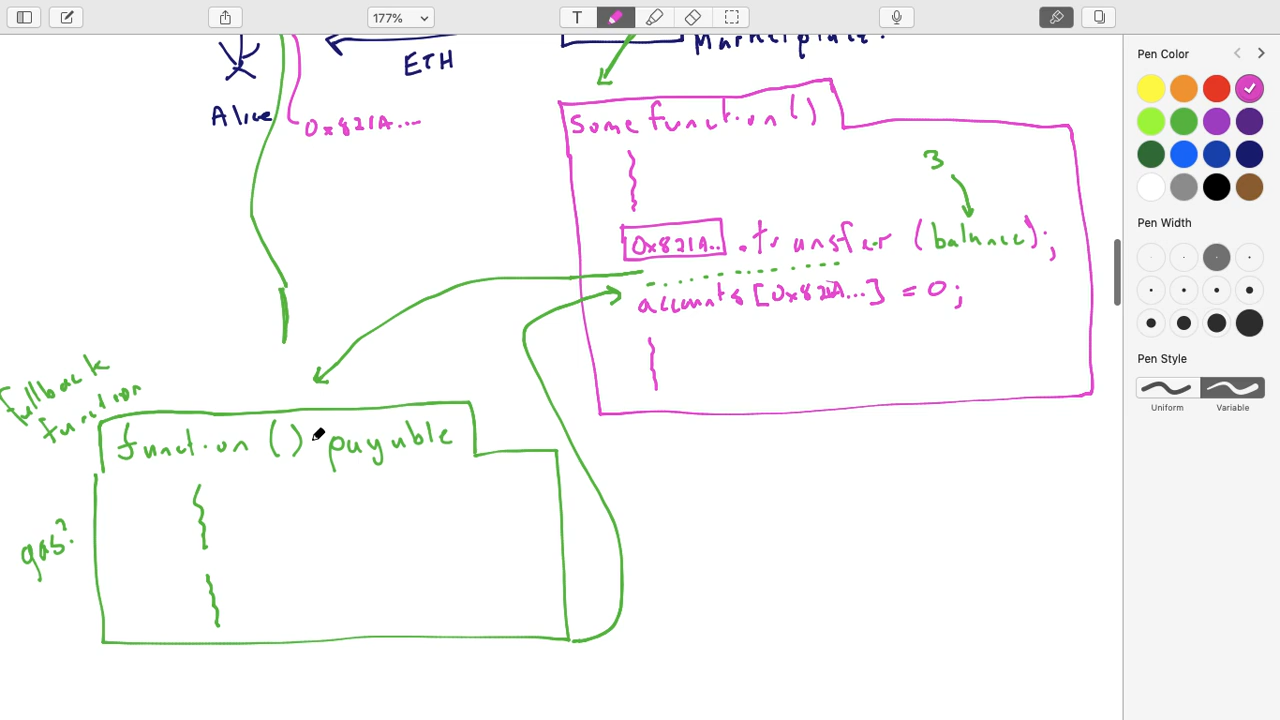 177%
T
Marketplace.
ETH
Alice
0x821A...
some function ()
3
0x821A.. .transfer (balance);
accounts [0x821A...] = 0;
fallback
function
function () payable
gas?
Pen Color
Pen Width
Pen Style
Uniform
Variable